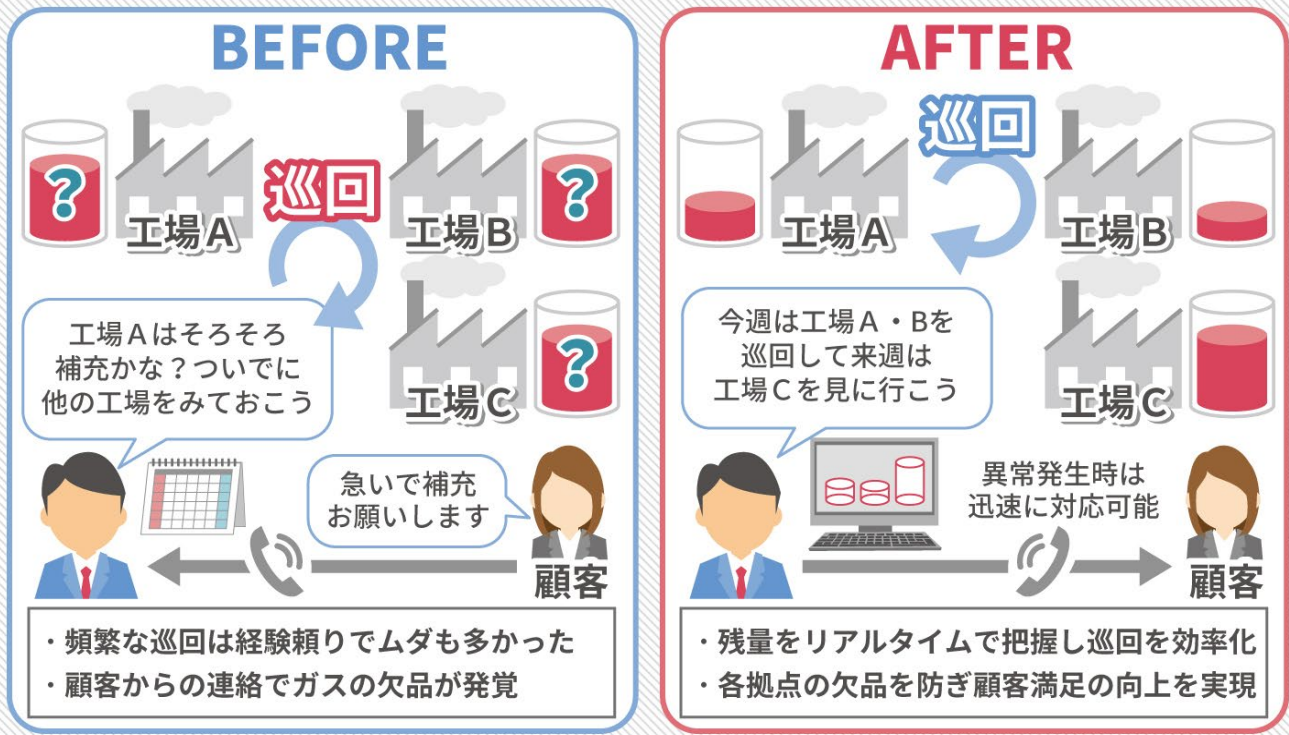 BEFORE
?
工場A
巡回
工場B
?
工場C
?
工場Aはそろそろ
補充かな？ついでに
他の工場をみておこう
急いで補充
お願いします
顧客
・頻繁な巡回は経験頼りでムダも多かった
・顧客からの連絡でガスの欠品が発覚
AFTER
工場A
巡回
工場B
工場C
今週は工場A・Bを
巡回して来週は
工場Cを見に行こう
異常発生時は
迅速に対応可能
顧客
・残量をリアルタイムで把握し巡回を効率化
・各拠点の欠品を防ぎ顧客満足の向上を実現